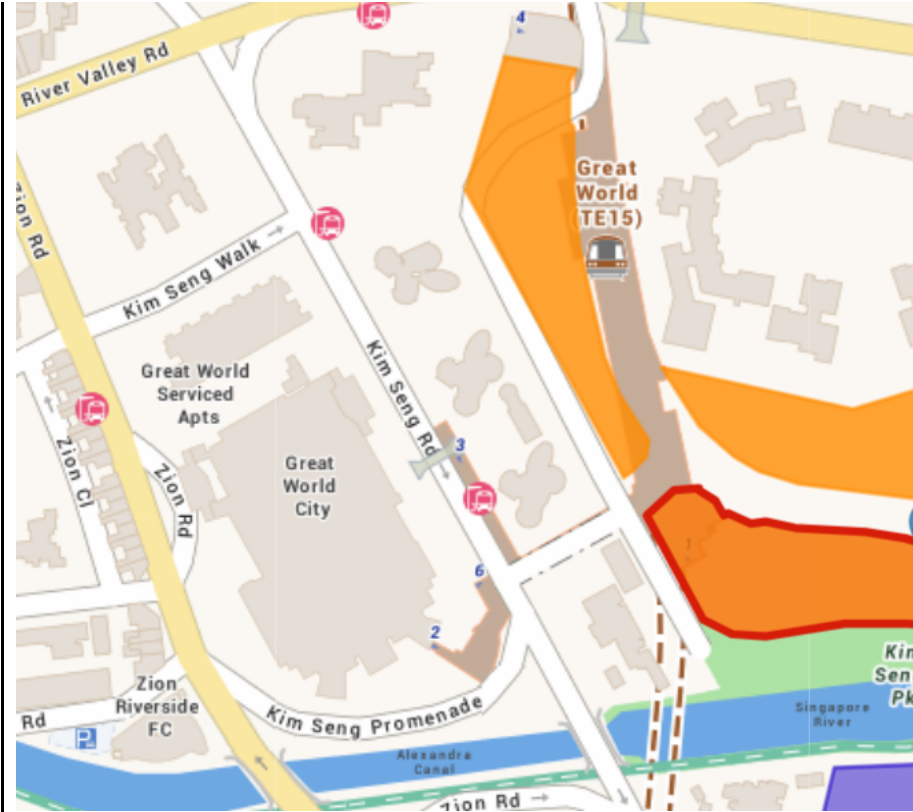 4
River Valley Rd
Great
World
(TE15)
Zion Rd
Kim Seng Walk
Great World
Serviced
Apts
Kim Seng Rd
3
Zion Cl
Zion Rd
Great
World
City
1
6
2
Kim
Seng
Pk
Zion
Riverside
FC
Rd
Kim Seng Promenade
Singapore
River
Alexandra
Canal
Zion Rd